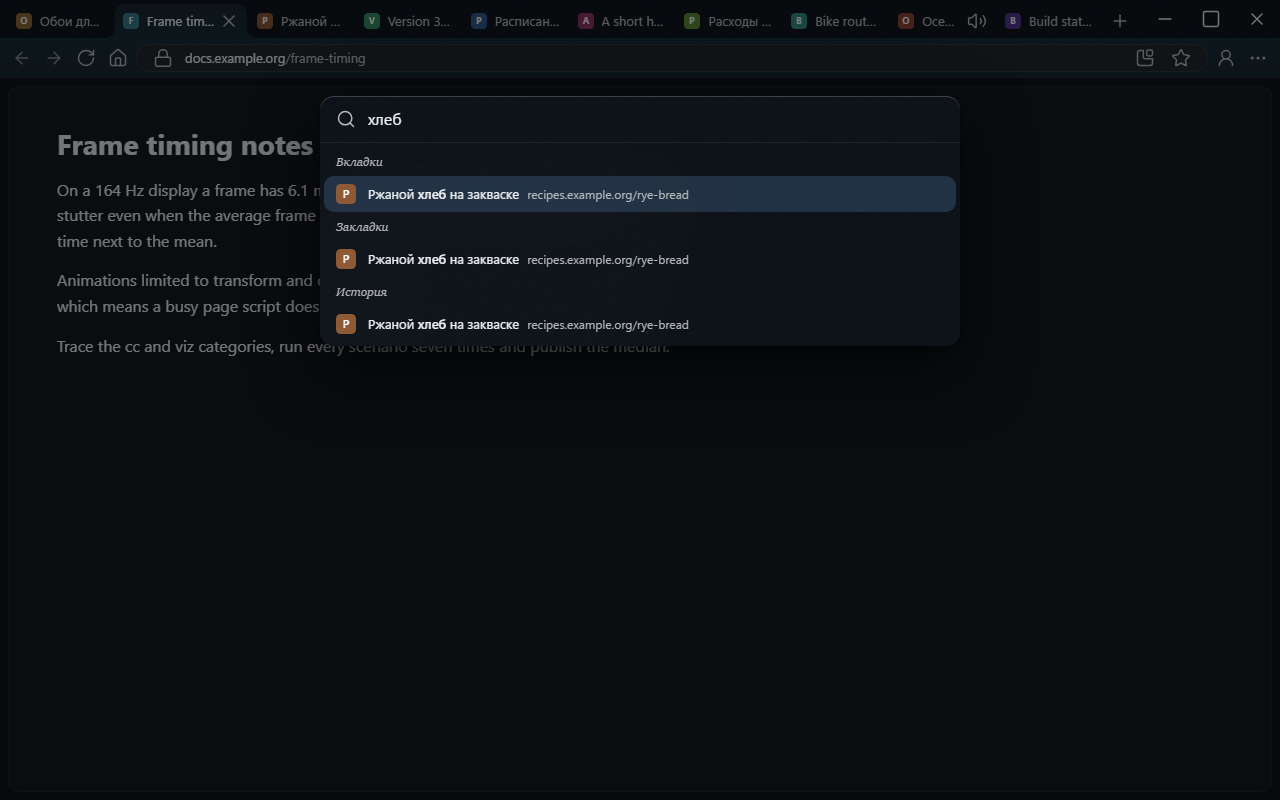 O Обои дл...
F Frame tim...
P Ржаной ...
V Version 3...
P Расписан...
A A short h...
P Расходы ...
B Bike rout...
O Осе...
B Build stat...
docs.example.org/frame-timing
хлеб
Вкладки
P Ржаной хлеб на закваске recipes.example.org/rye-bread
Закладки
P Ржаной хлеб на закваске recipes.example.org/rye-bread
История
P Ржаной хлеб на закваске recipes.example.org/rye-bread
Frame timing notes
On a 164 Hz display a frame has 6.1
stutter even when the average frame
time next to the mean.
Animations limited to transform and
which means a busy page script does
Trace the cc and viz categories, run every scenario seven times and publish the median.